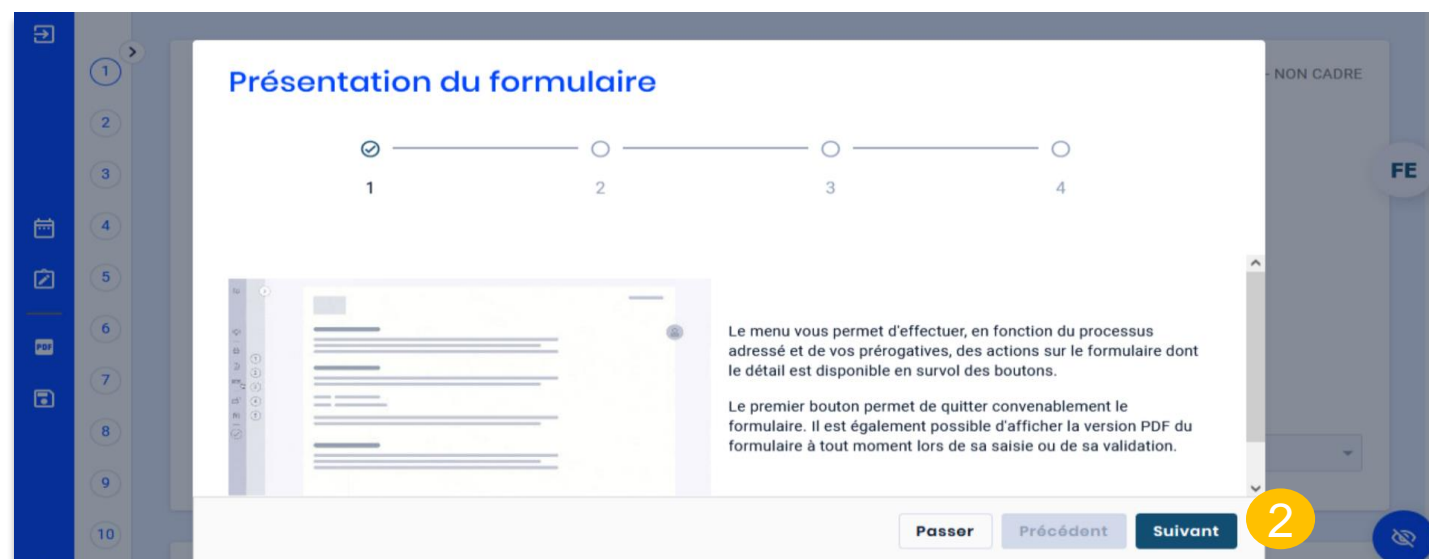 - NON CADRE
1
2
3
4
5
6
7
8
9
10
PDF
Présentation du formulaire
1
2
3
4
Le menu vous permet d'effectuer, en fonction du processus
adressé et de vos prérogatives, des actions sur le formulaire dont
le détail est disponible en survol des boutons.
Le premier bouton permet de quitter convenablement le
formulaire. Il est également possible d'afficher la version PDF du
formulaire à tout moment lors de sa saisie ou de sa validation.
Passer
Précédent
Suivant
2
FE